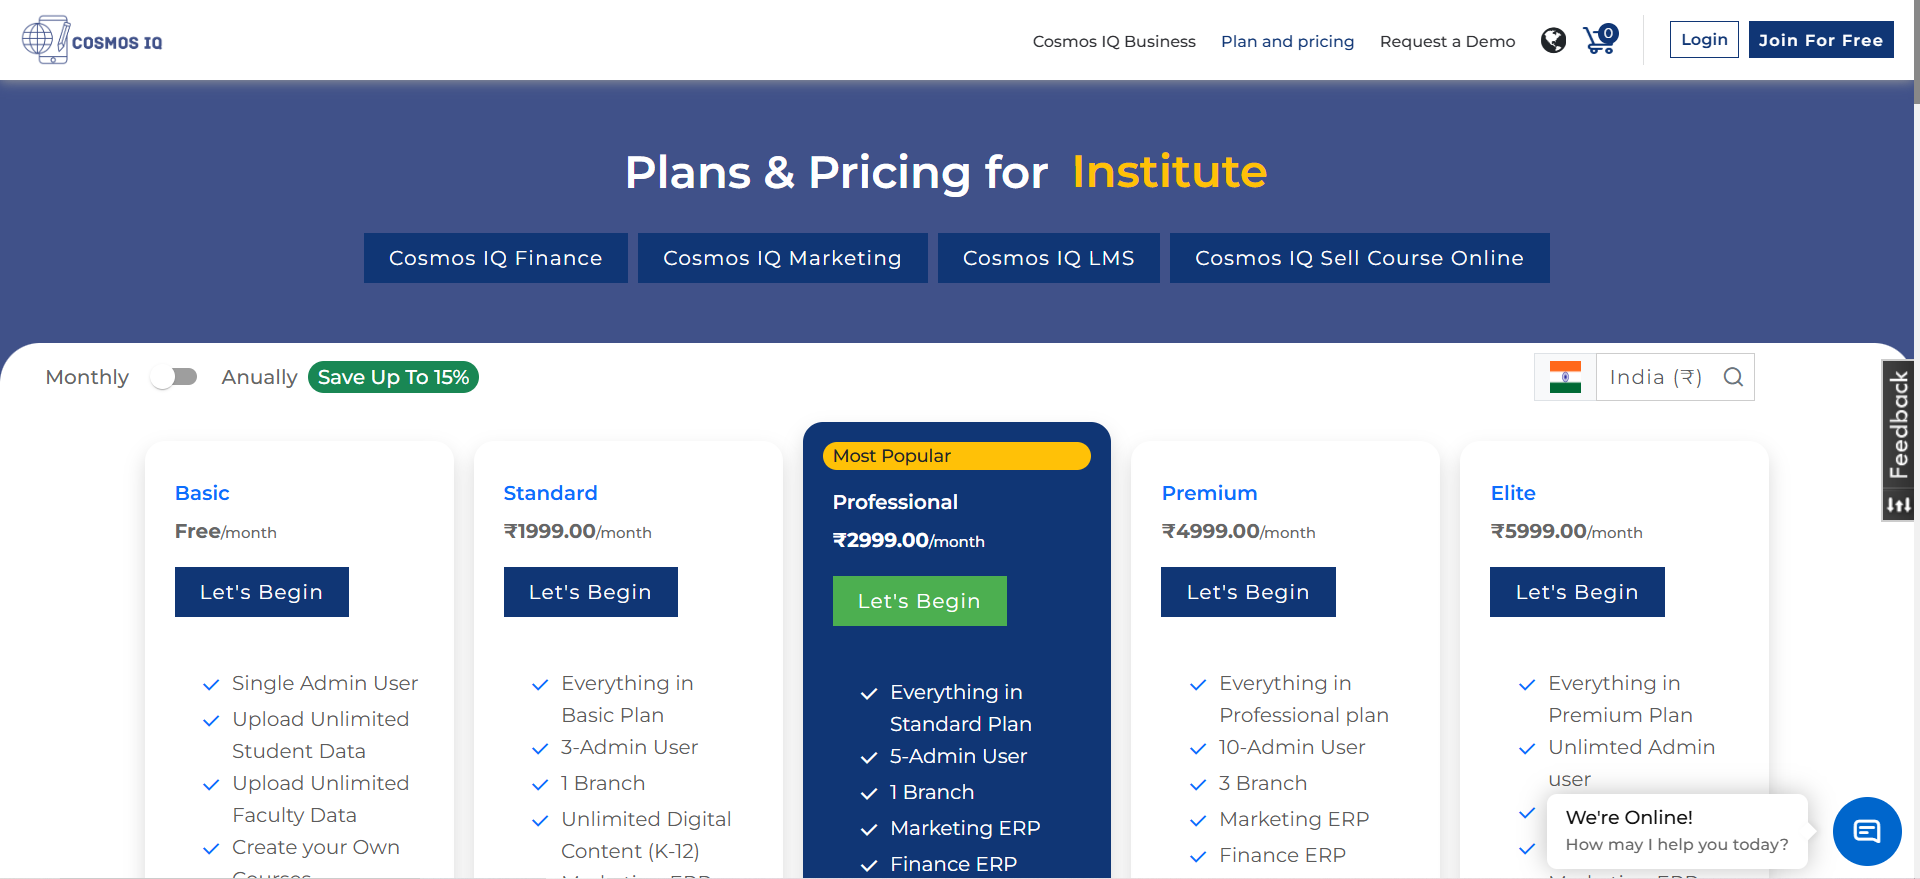 COSMOS IQ
Cosmos IQ Business
Plan and pricing
Request a Demo
0
Login
Join For Free
Plans & Pricing for Institute
Cosmos IQ Finance
Cosmos IQ Marketing
Cosmos IQ LMS
Cosmos IQ Sell Course Online
Monthly
Anually
Save Up To 15%
India (₹)
Feedback
Basic
Free/month
Let's Begin
Single Admin User
Upload Unlimited
Student Data
Upload Unlimited
Faculty Data
Create your Own
Standard
₹1999.00/month
Let's Begin
Everything in
Basic Plan
3-Admin User
1 Branch
Unlimited Digital
Content (K-12)
Most Popular
Professional
₹2999.00/month
Let's Begin
Everything in
Standard Plan
5-Admin User
1 Branch
Marketing ERP
Finance ERP
Premium
₹4999.00/month
Let's Begin
Everything in
Professional plan
10-Admin User
3 Branch
Marketing ERP
Finance ERP
Elite
₹5999.00/month
Let's Begin
Everything in
Premium Plan
Unlimted Admin
user
We're Online!
How may I help you today?